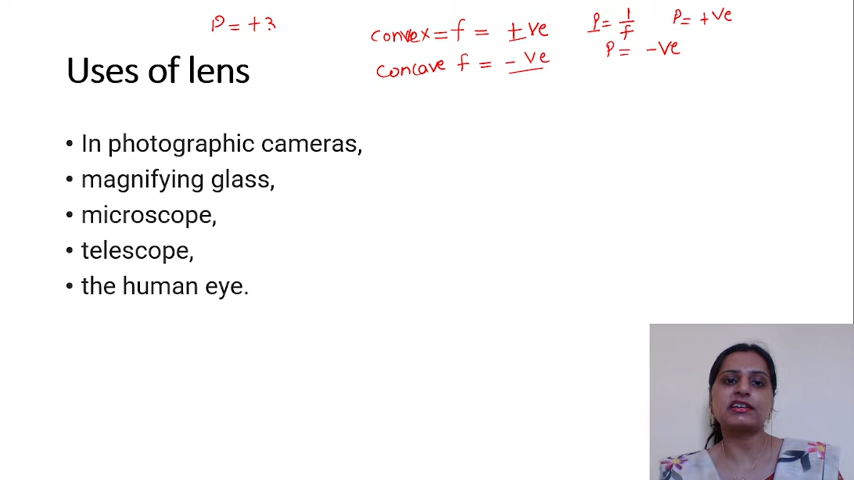 P = +3
convex = f = +ve P = 1/f P = +ve
concave f = -ve P = -ve
Uses of lens
• In photographic cameras,
• magnifying glass,
• microscope,
• telescope,
• the human eye.